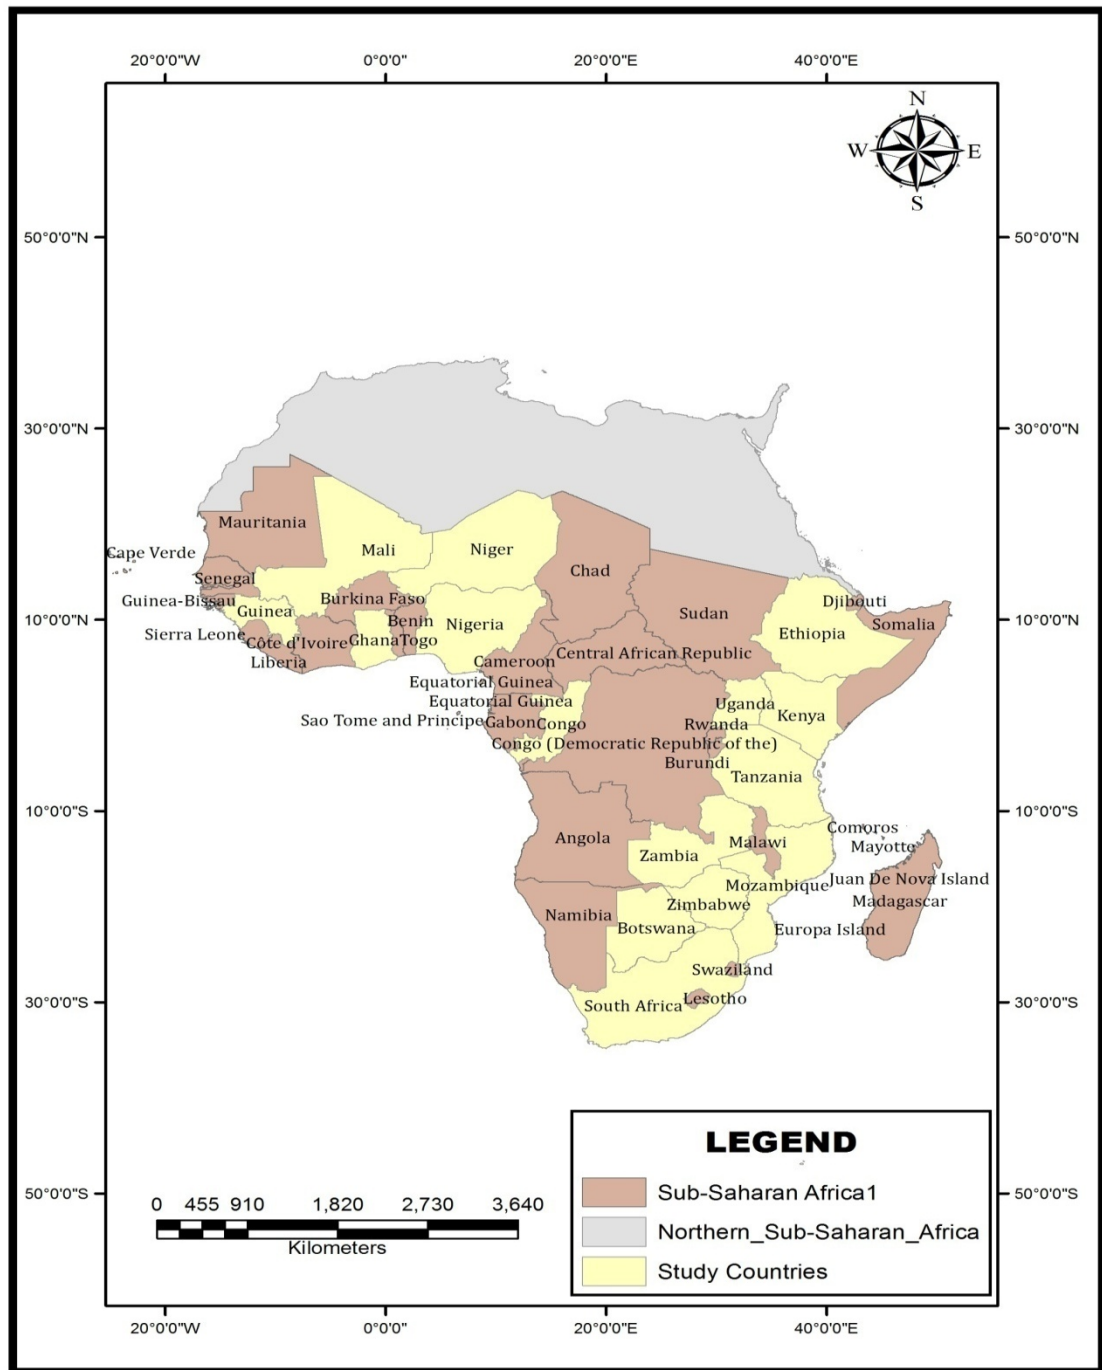 20°0'0"W 0°0'0" 20°0'0"E 40°0'0"E
N
W E
S
50°0'0"N 50°0'0"N
30°0'0"N 30°0'0"N
Mauritania
Mali Niger
Cape Verde
Chad
Senegal
Burkina Faso Djibouti
Guinea-Bissau
Guinea Sudan
10°0'0"N 10°0'0"N
Benin Nigeria Somalia
Sierra Leone Ethiopia
Côte d'Ivoire Ghana Togo
Central African Republic
Liberia Cameroon
Equatorial Guinea
Equatorial Guinea Uganda
Sao Tome and Principe Gabon Congo Rwanda Kenya
Congo (Democratic Republic of the)
Burundi
Tanzania
10°0'0"S 10°0'0"S
Comoros
Angola Malawi
Mayotte
Zambia
Juan De Nova Island
Mozambique
Madagascar
Zimbabwe
Namibia
Botswana Europa Island
Swaziland
Lesotho
30°0'0"S 30°0'0"S
South Africa
LEGEND
Sub-Saharan Africa1
Northern_Sub-Saharan_Africa
Study Countries
50°0'0"S 50°0'0"S
0 455 910 1,820 2,730 3,640
Kilometers
20°0'0"W 0°0'0" 20°0'0"E 40°0'0"E